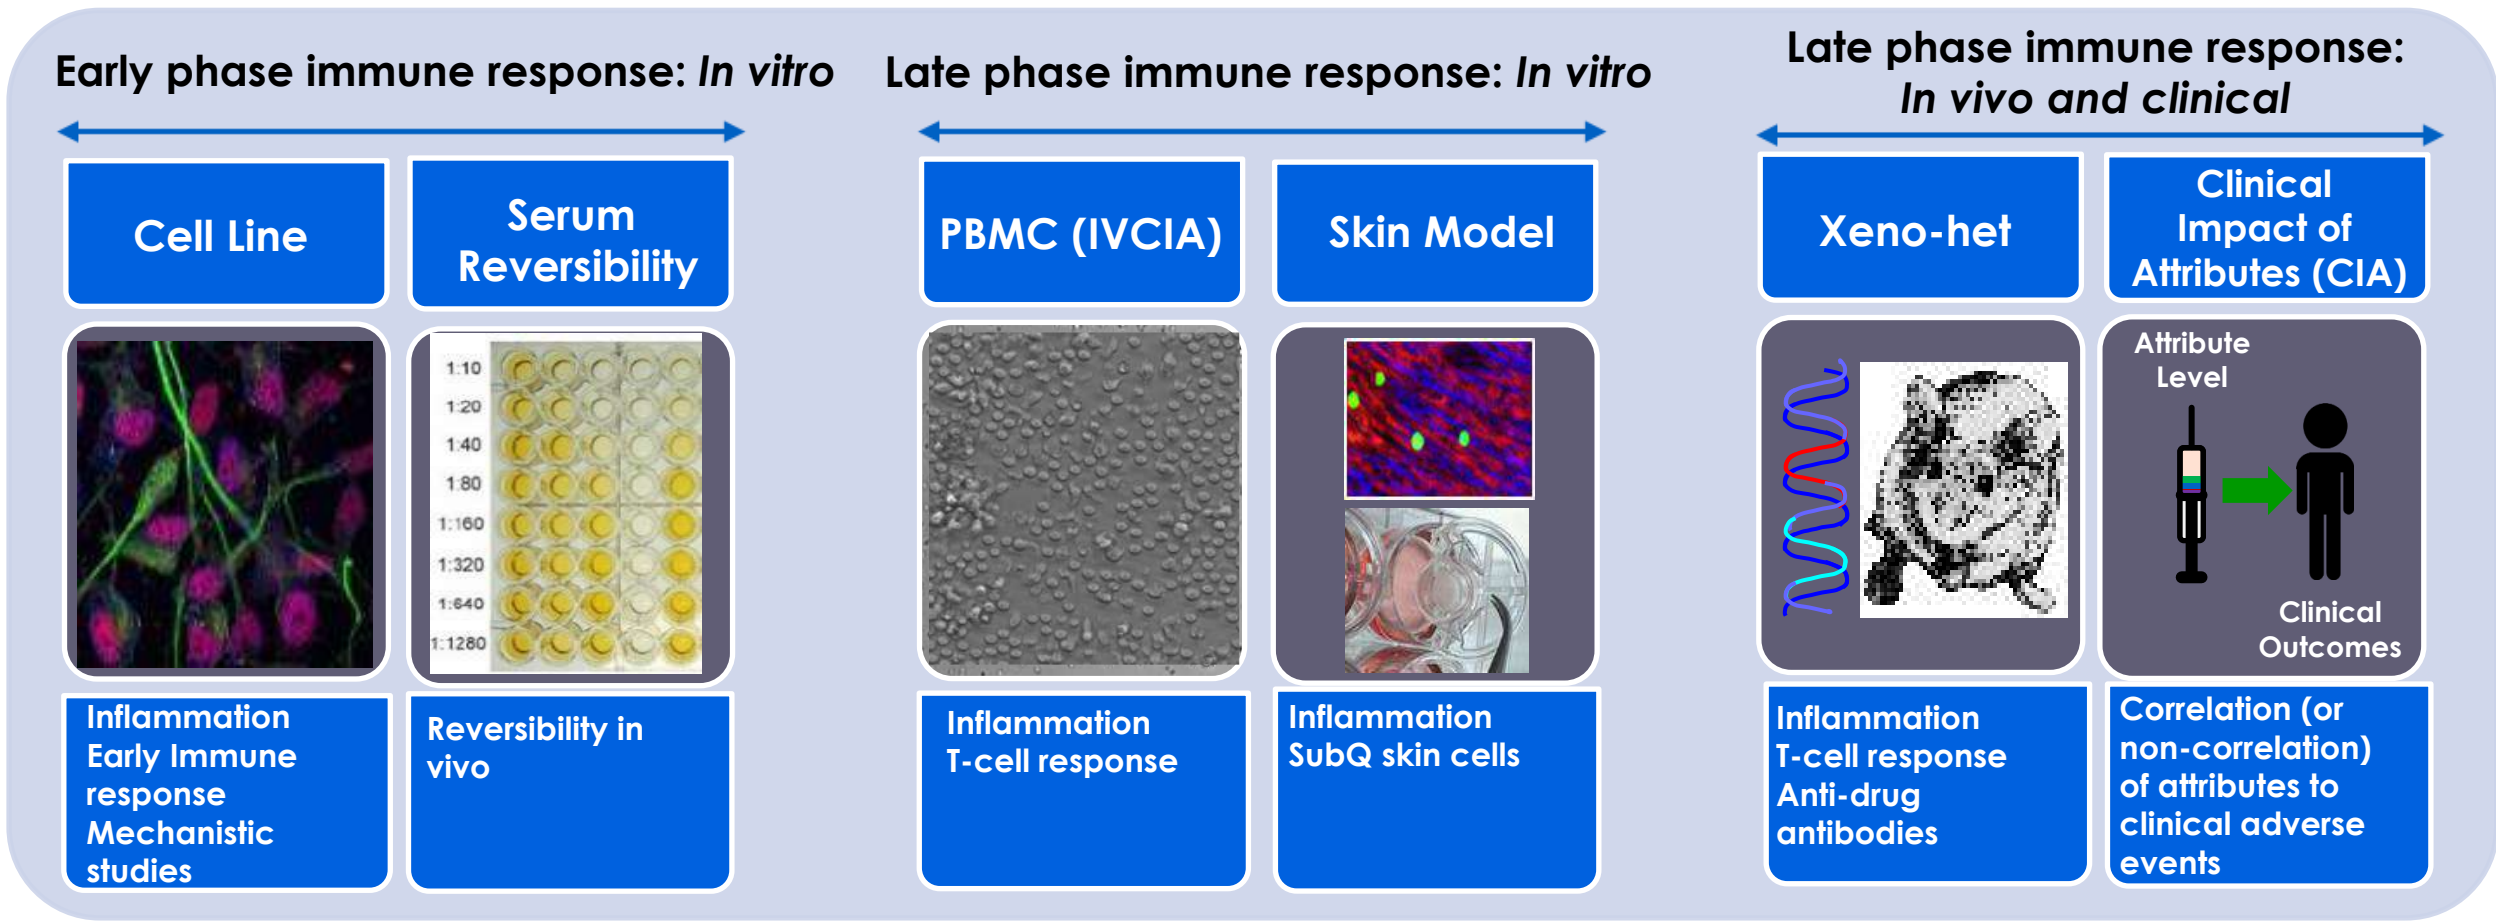 Early phase immune response: In vitro
Late phase immune response: In vitro
Late phase immune response:
In vivo and clinical
Cell Line
Serum
Reversibility
PBMC (IVCIA)
Skin Model
Xeno-het
Clinical
Impact of
Attributes (CIA)
1:10
1:20
1:40
1:80
1:160
1:320
1:640
1:1280
Attribute
Level
Clinical
Outcomes
Inflammation
Early Immune
response
Mechanistic
studies
Reversibility in
vivo
Inflammation
T-cell response
Inflammation
SubQ skin cells
Inflammation
T-cell response
Anti-drug
antibodies
Correlation (or
non-correlation)
of attributes to
clinical adverse
events